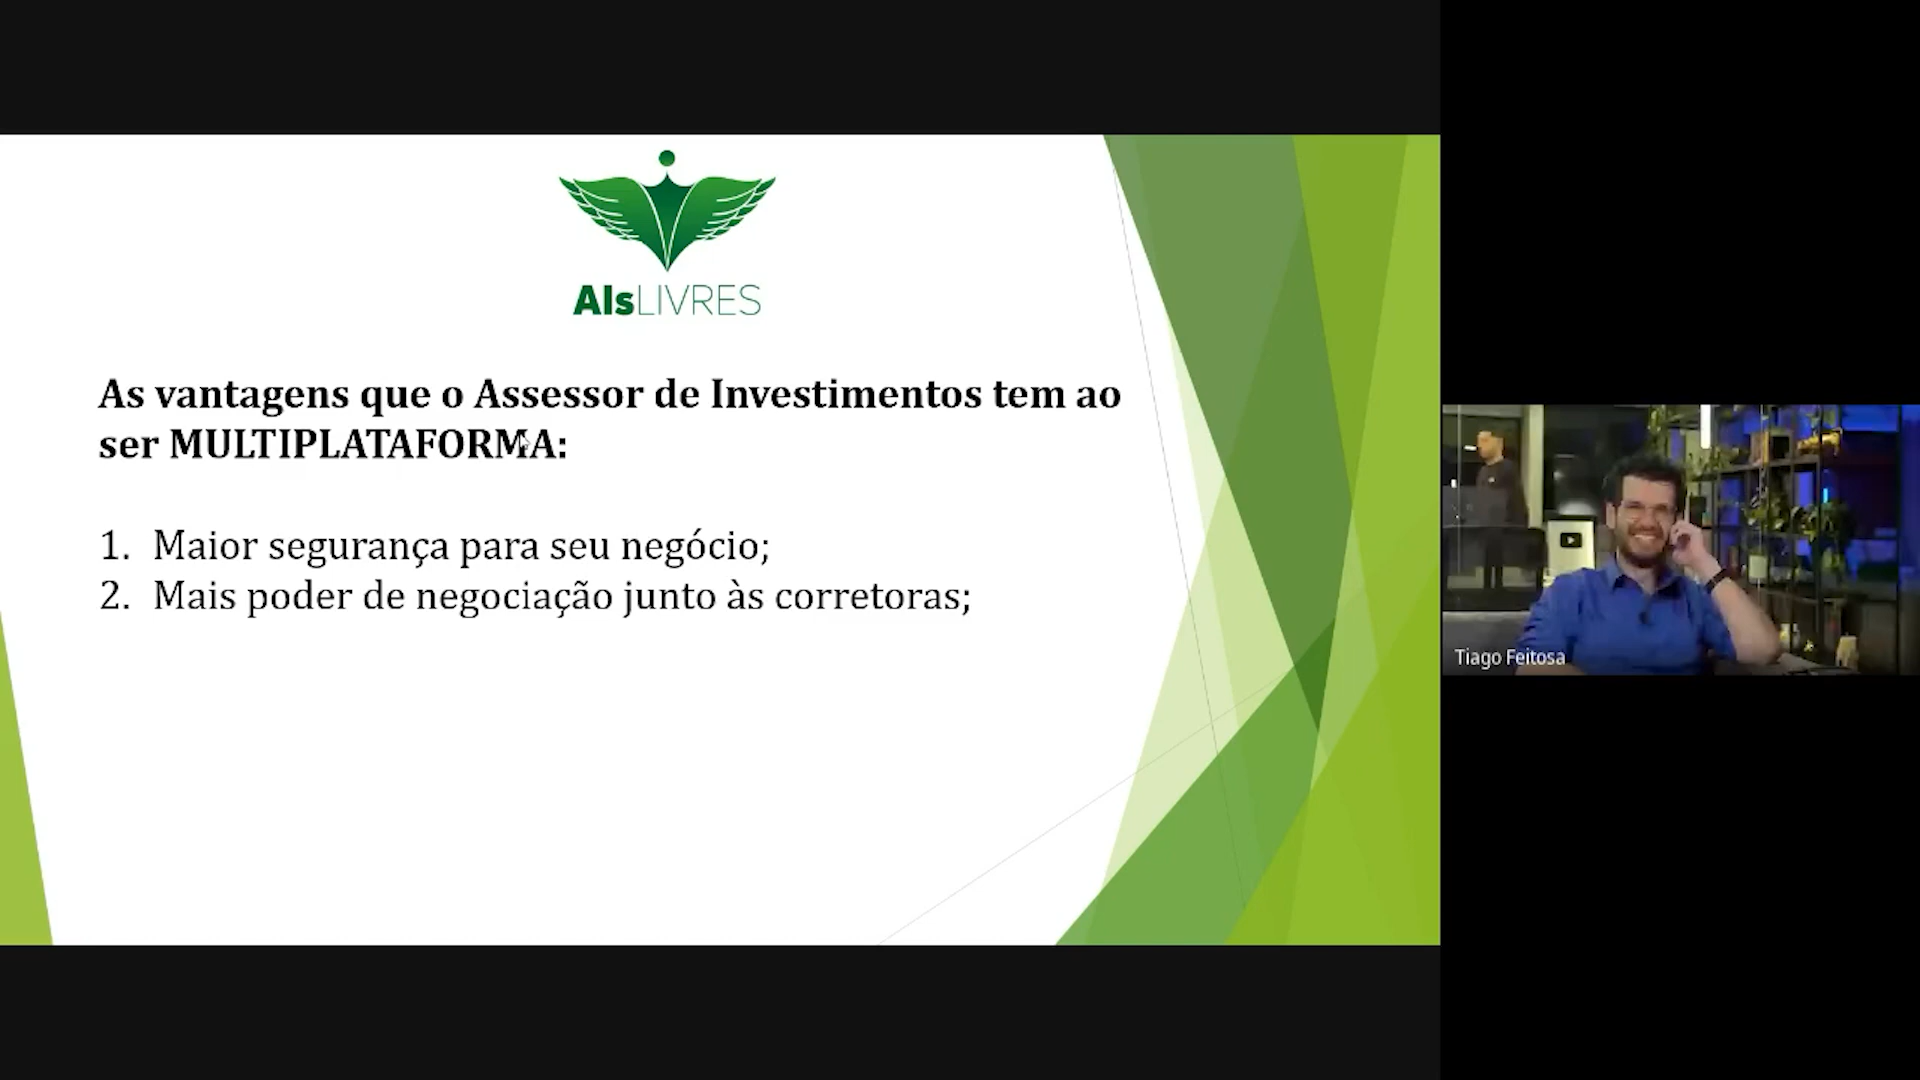 AIsLIVRES
As vantagens que o Assessor de Investimentos tem ao
ser MULTIPLATAFORMA:
1. Maior segurança para seu negócio;
2. Mais poder de negociação junto às corretoras;
Tiago Feitosa